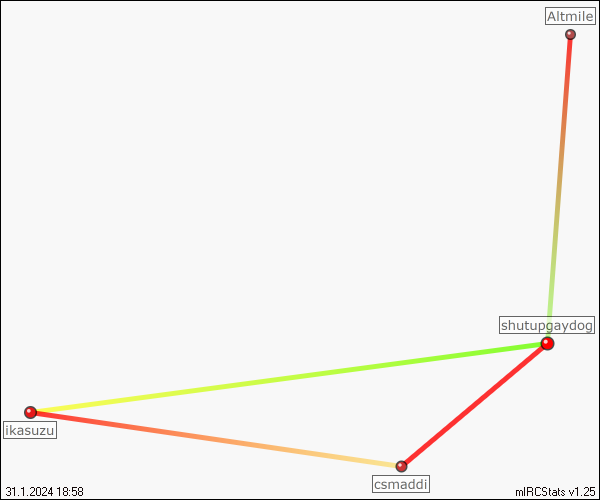 Altmile
shutupgaydog
ikasuzu
csmaddi
31.1.2024 18:58
mIRCStats v1.25